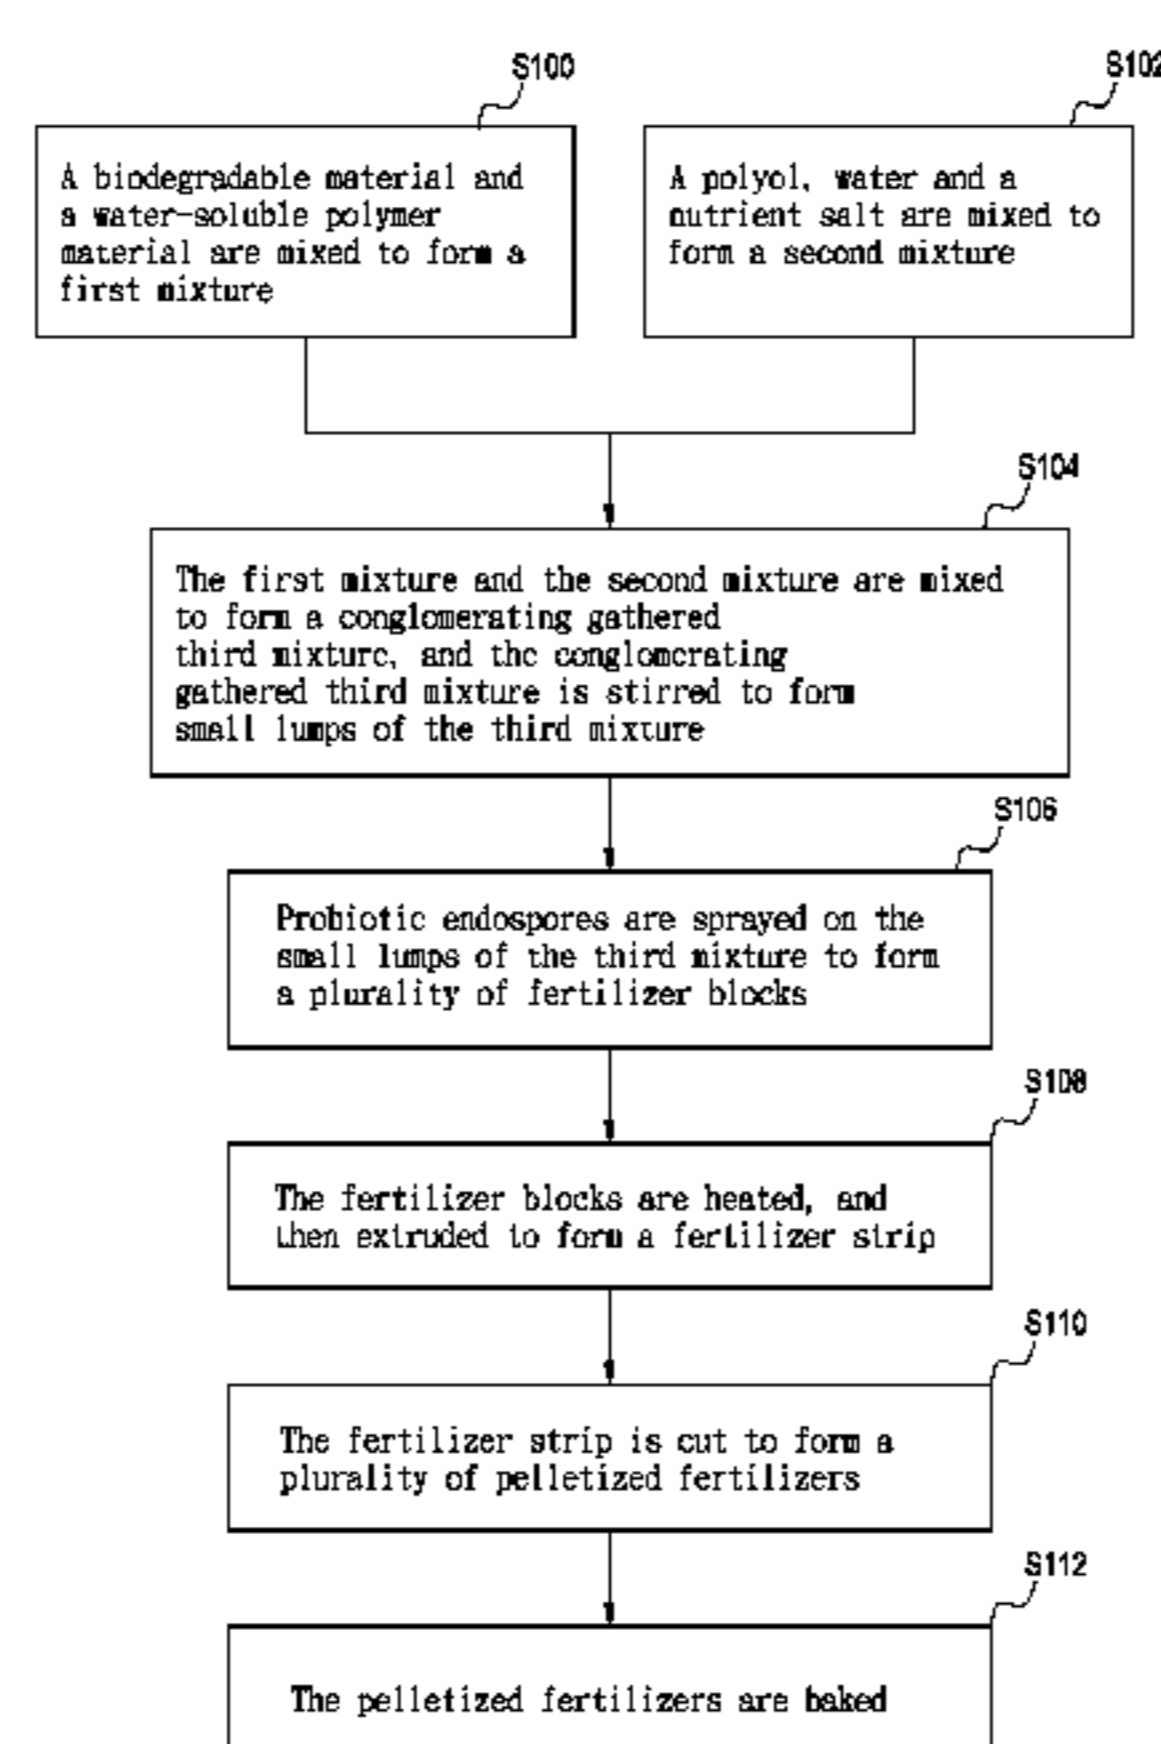 S100
A biodegradable material and
a water-soluble polymer
material are mixed to form a
first mixture
S102
A polyol, water and a
nutrient salt are mixed to
form a second mixture
S104
The first mixture and the second mixture are mixed
to form a conglomerating gathered
third mixture, and the conglomerating
gathered third mixture is stirred to form
small lumps of the third mixture
S106
Probiotic endospores are sprayed on the
small lumps of the third mixture to form
a plurality of fertilizer blocks
S108
The fertilizer blocks are heated, and
then extruded to form a fertilizer strip
S110
The fertilizer strip is cut to form a
plurality of pelletized fertilizers
S112
The pelletized fertilizers are baked